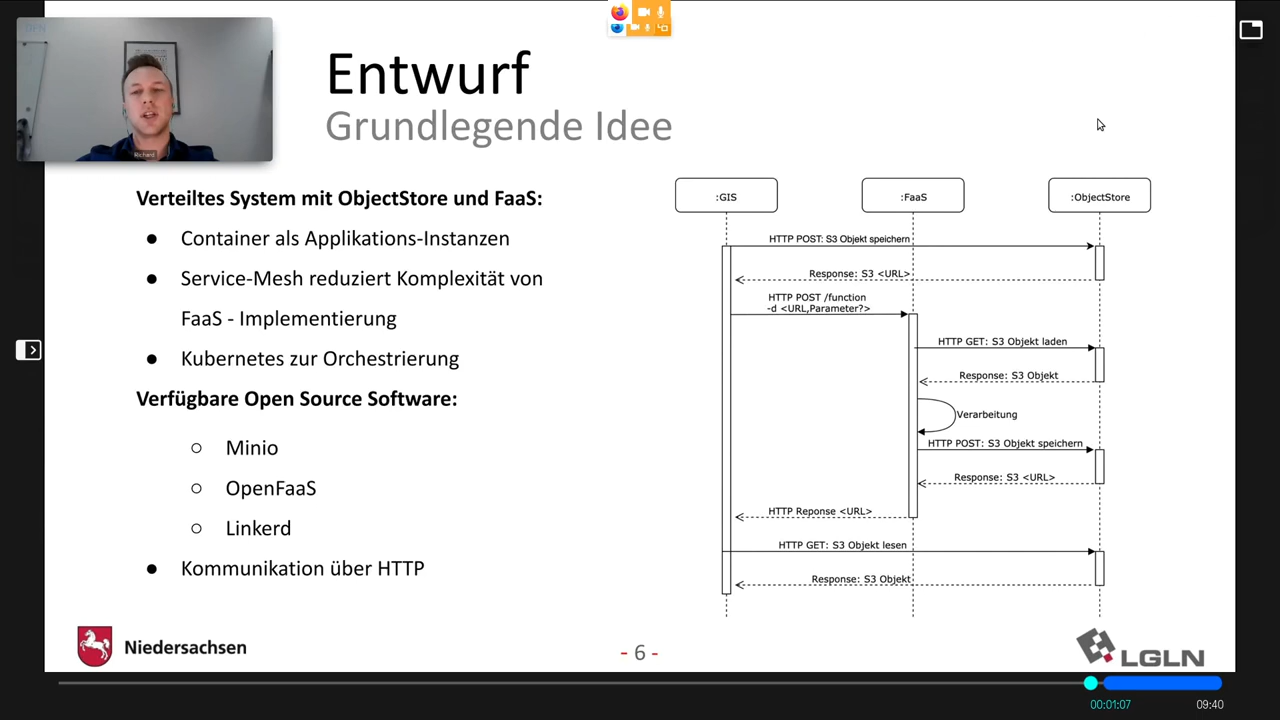 Richard
Entwurf
Grundlegende Idee
Verteiltes System mit ObjectStore und FaaS:
● Container als Applikations-Instanzen
● Service-Mesh reduziert Komplexität von
FaaS - Implementierung
● Kubernetes zur Orchestrierung
Verfügbare Open Source Software:
○ Minio
○ OpenFaaS
○ Linkerd
● Kommunikation über HTTP
:GIS
:FaaS
:ObjectStore
HTTP POST: S3 Objekt speichern
Response: S3 <URL>
HTTP POST /function
-d <URL,Parameter?>
HTTP GET: S3 Objekt laden
Response: S3 Objekt
Verarbeitung
HTTP POST: S3 Objekt speichern
Response: S3 <URL>
HTTP Reponse <URL>
HTTP GET: S3 Objekt lesen
Response: S3 Objekt
Niedersachsen
- 6 -
LGLN
00:01:07
09:40